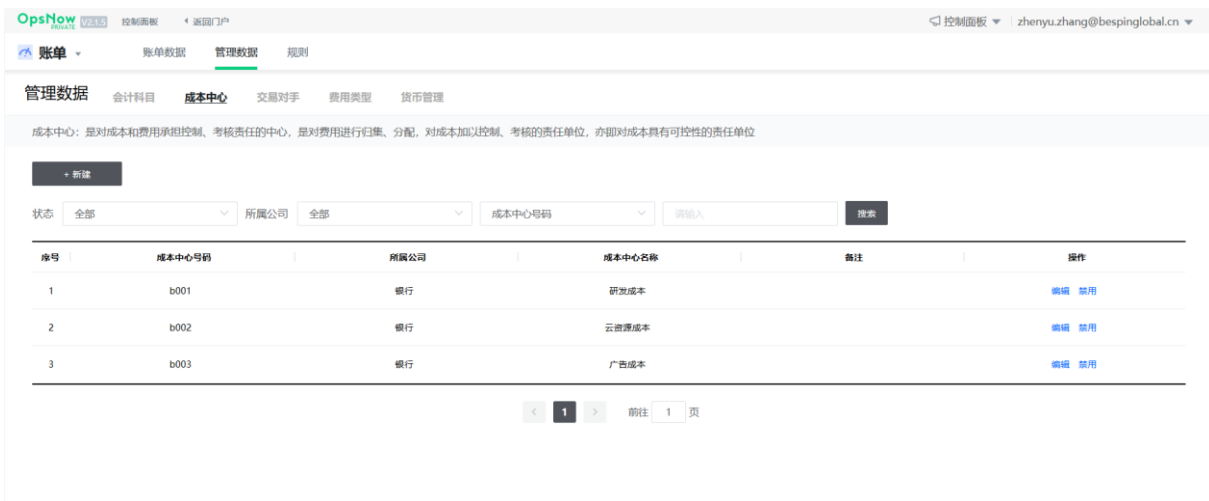 OpsNow PRIVATE V2.1.5 控制面板 返回门户 控制面板 zhenyu.zhang@bespinglobal.cn
账单 账单数据 管理数据 规则
管理数据 会计科目 成本中心 交易对手 费用类型 货币管理
成本中心：是对成本和费用承担控制、考核责任的中心，是对费用进行归集、分配，对成本加以控制、考核的责任单位，亦即对成本具有可控性的责任单位
+ 新建
状态 全部 所属公司 全部 成本中心号码 请输入 搜索
序号 成本中心号码 所属公司 成本中心名称 备注 操作
1 b001 银行 研发成本 编辑 禁用
2 b002 银行 云资源成本 编辑 禁用
3 b003 银行 广告成本 编辑 禁用
< 1 > 前往 1 页